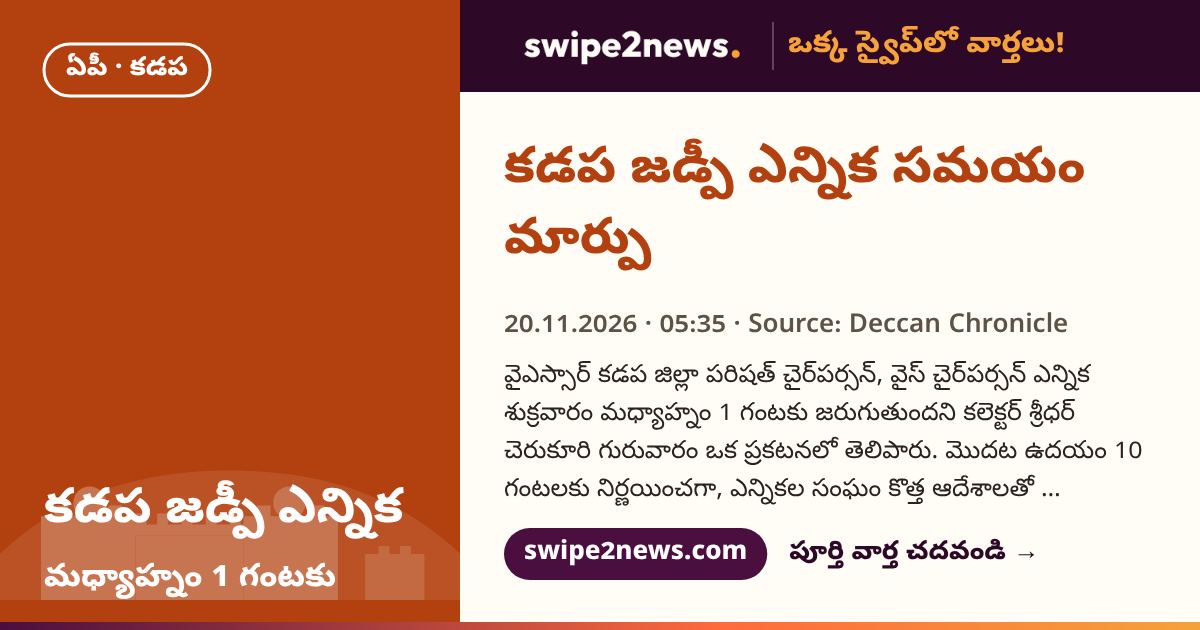 ఏపీ · కడప
కడప జడ్పీ ఎన్నిక
మధ్యాహ్నం 1 గంటకు
swipe2news.
ఒక్క స్వైప్‌లో వార్తలు!
కడప జడ్పీ ఎన్నిక సమయం
మార్పు
20.11.2026 · 05:35 · Source: Deccan Chronicle
వైఎస్సార్ కడప జిల్లా పరిషత్ చైర్‌పర్సన్, వైస్ చైర్‌పర్సన్ ఎన్నిక
శుక్రవారం మధ్యాహ్నం 1 గంటకు జరుగుతుందని కలెక్టర్ శ్రీధర్
చెరుకూరి గురువారం ఒక ప్రకటనలో తెలిపారు. మొదట ఉదయం 10
గంటలకు నిర్ణయించగా, ఎన్నికల సంఘం కొత్త ఆదేశాలతో ...
swipe2news.com
పూర్తి వార్త చదవండి →